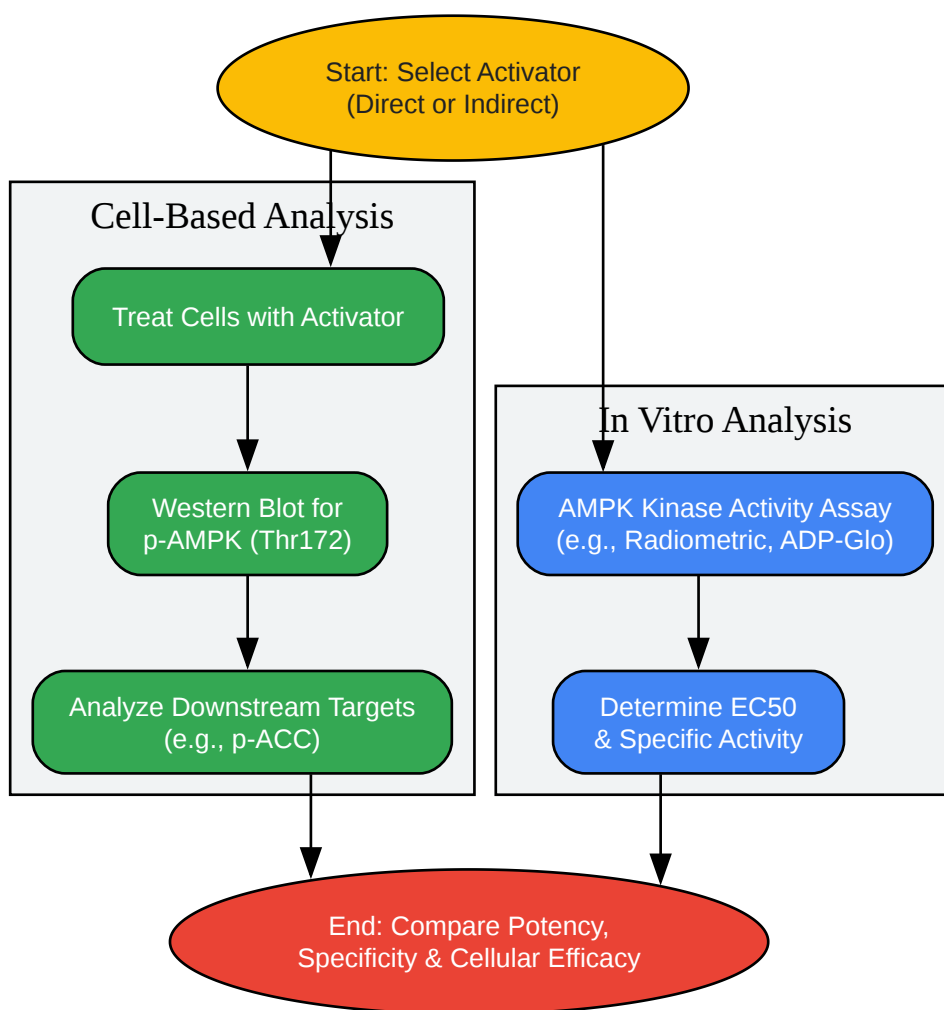 Start: Select Activator
(Direct or Indirect)
Cell-Based Analysis
Treat Cells with Activator
Western Blot for
p-AMPK (Thr172)
Analyze Downstream Targets
(e.g., p-ACC)
In Vitro Analysis
AMPK Kinase Activity Assay
(e.g., Radiometric, ADP-Glo)
Determine EC50
& Specific Activity
End: Compare Potency,
Specificity & Cellular Efficacy